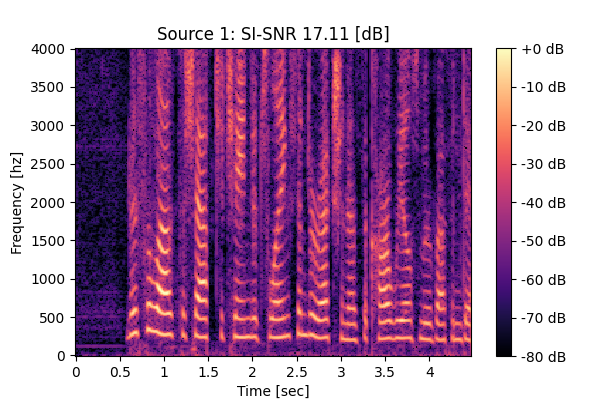 Source 1: SI-SNR 17.11 [dB]
Frequency [hz]
4000
3500
3000
2500
2000
1500
1000
500
0
0 0.5 1 1.5 2 2.5 3 3.5 4
Time [sec]
+0 dB
-10 dB
-20 dB
-30 dB
-40 dB
-50 dB
-60 dB
-70 dB
-80 dB